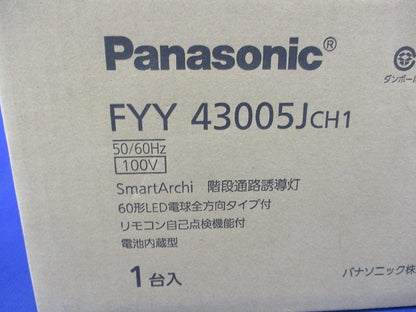 Panasonic®
ダンボール
FYY 43005JCH1
50/60Hz
100V
SmartArchi 階段通路誘導灯
60形LED電球全方向タイプ付
リモコン自己点検機能付
電池内蔵型
1台入
パナソニック株